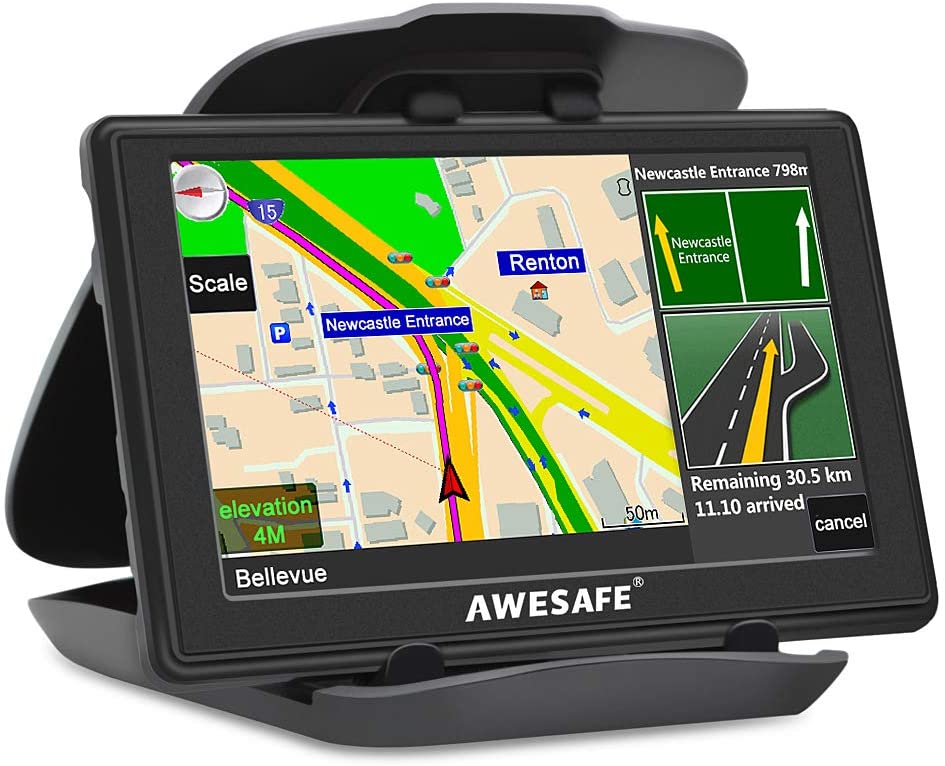 Newcastle Entrance 798m
15
Renton
Newcastle
Entrance
Scale
Newcastle Entrance
P
Remaining 30.5 km
11.10 arrived
cancel
elevation
4M
50m
Bellevue
AWESAFE®